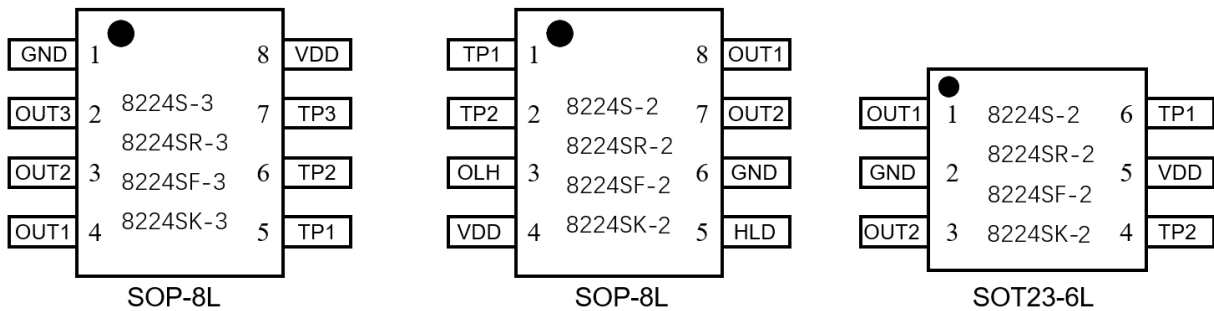 GND 1 8 VDD
OUT3 2 8224S-3 7 TP3
8224SR-3
OUT2 3 8224SF-3 6 TP2
OUT1 4 8224SK-3 5 TP1
SOP-8L
TP1 1 8 OUT1
TP2 2 8224S-2 7 OUT2
8224SR-2
OLH 3 8224SF-2 6 GND
VDD 4 8224SK-2 5 HLD
SOP-8L
OUT1 1 8224S-2 6 TP1
8224SR-2
GND 2 5 VDD
8224SF-2
OUT2 3 8224SK-2 4 TP2
SOT23-6L